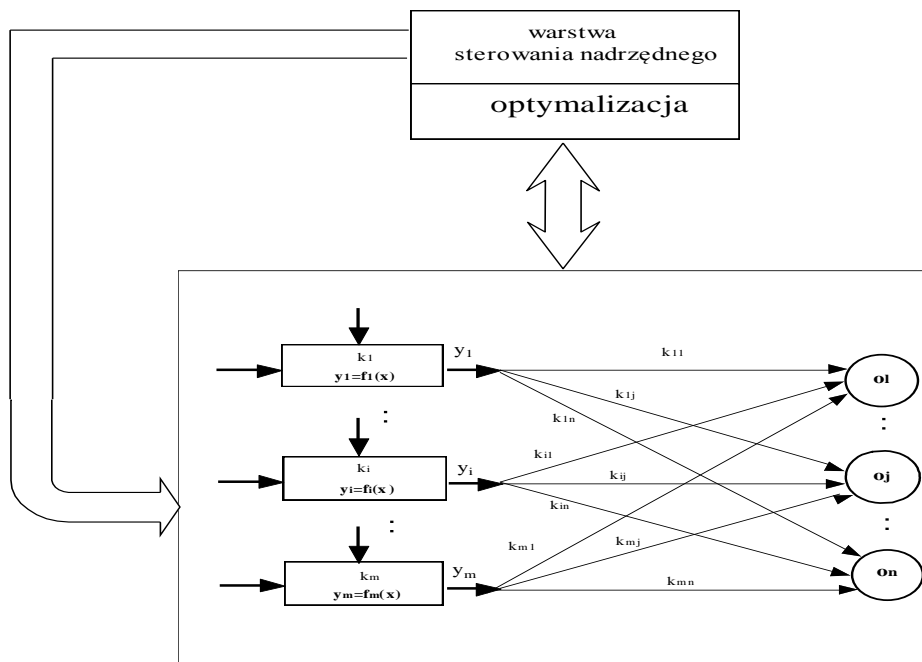 warstwa
sterowania nadrzędnego
optymalizacja
k1
y1=f1(x)
y1
k11
k1j
k1n
o1
:
:
ki
yi=fi(x)
yi
ki1
kij
kin
oj
:
:
km
ym=fm(x)
ym
km1
kmj
kmn
on